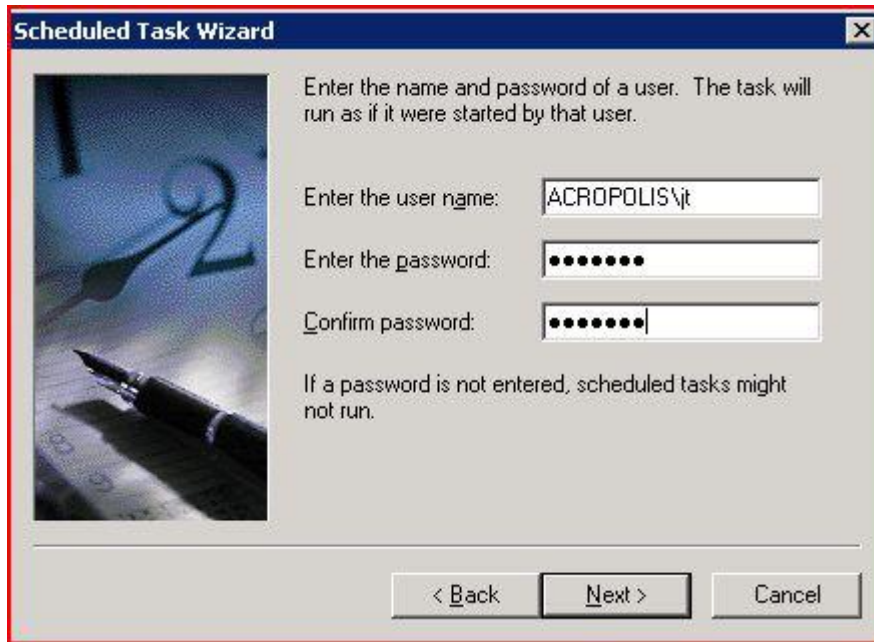 Scheduled Task Wizard
Enter the name and password of a user. The task will
run as if it were started by that user.
Enter the user name:
ACROPOLIS\jt
Enter the password:
●●●●●●●
Confirm password:
●●●●●●●
If a password is not entered, scheduled tasks might
not run.
< Back
Next >
Cancel